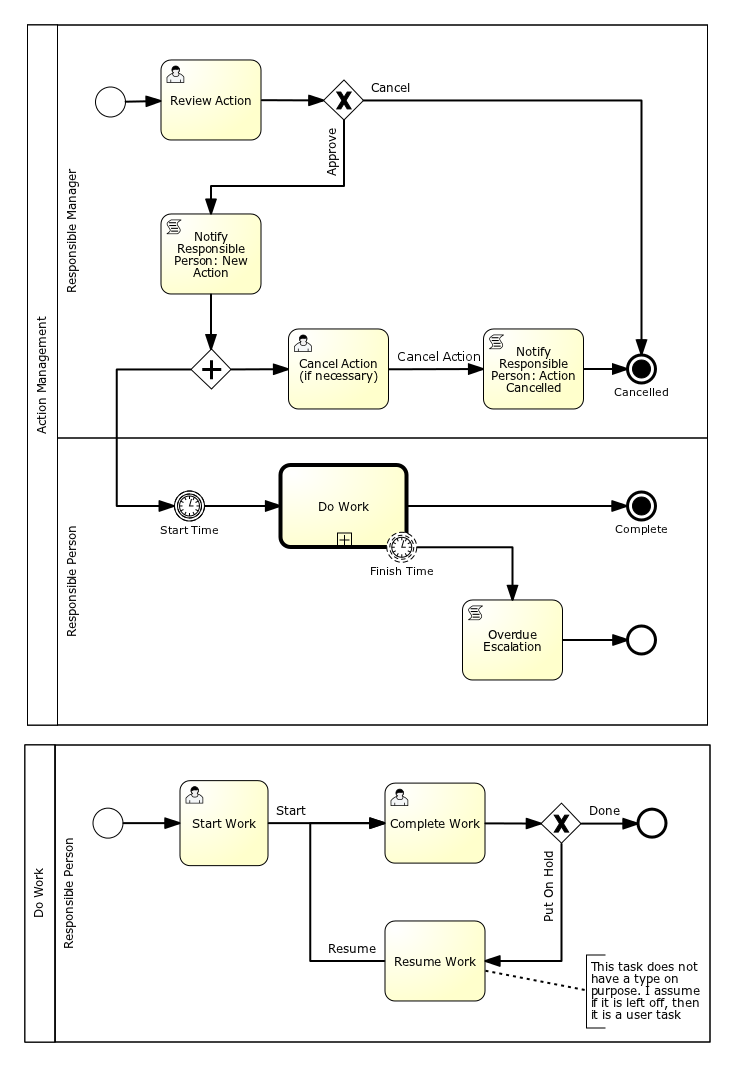 Action Management
Responsible Manager
Review Action
Cancel
Approve
Notify
Responsible
Person: New
Action
Cancel Action
(if necessary)
Cancel Action
Notify
Responsible
Person: Action
Cancelled
Cancelled
Responsible Person
Start Time
Do Work
Finish Time
Complete
Overdue
Escalation
Do Work
Responsible Person
Start Work
Start
Complete Work
Done
Put On Hold
Resume
Resume Work
This task does not
have a type on
purpose. I assume
if it is left off, then
it is a user task